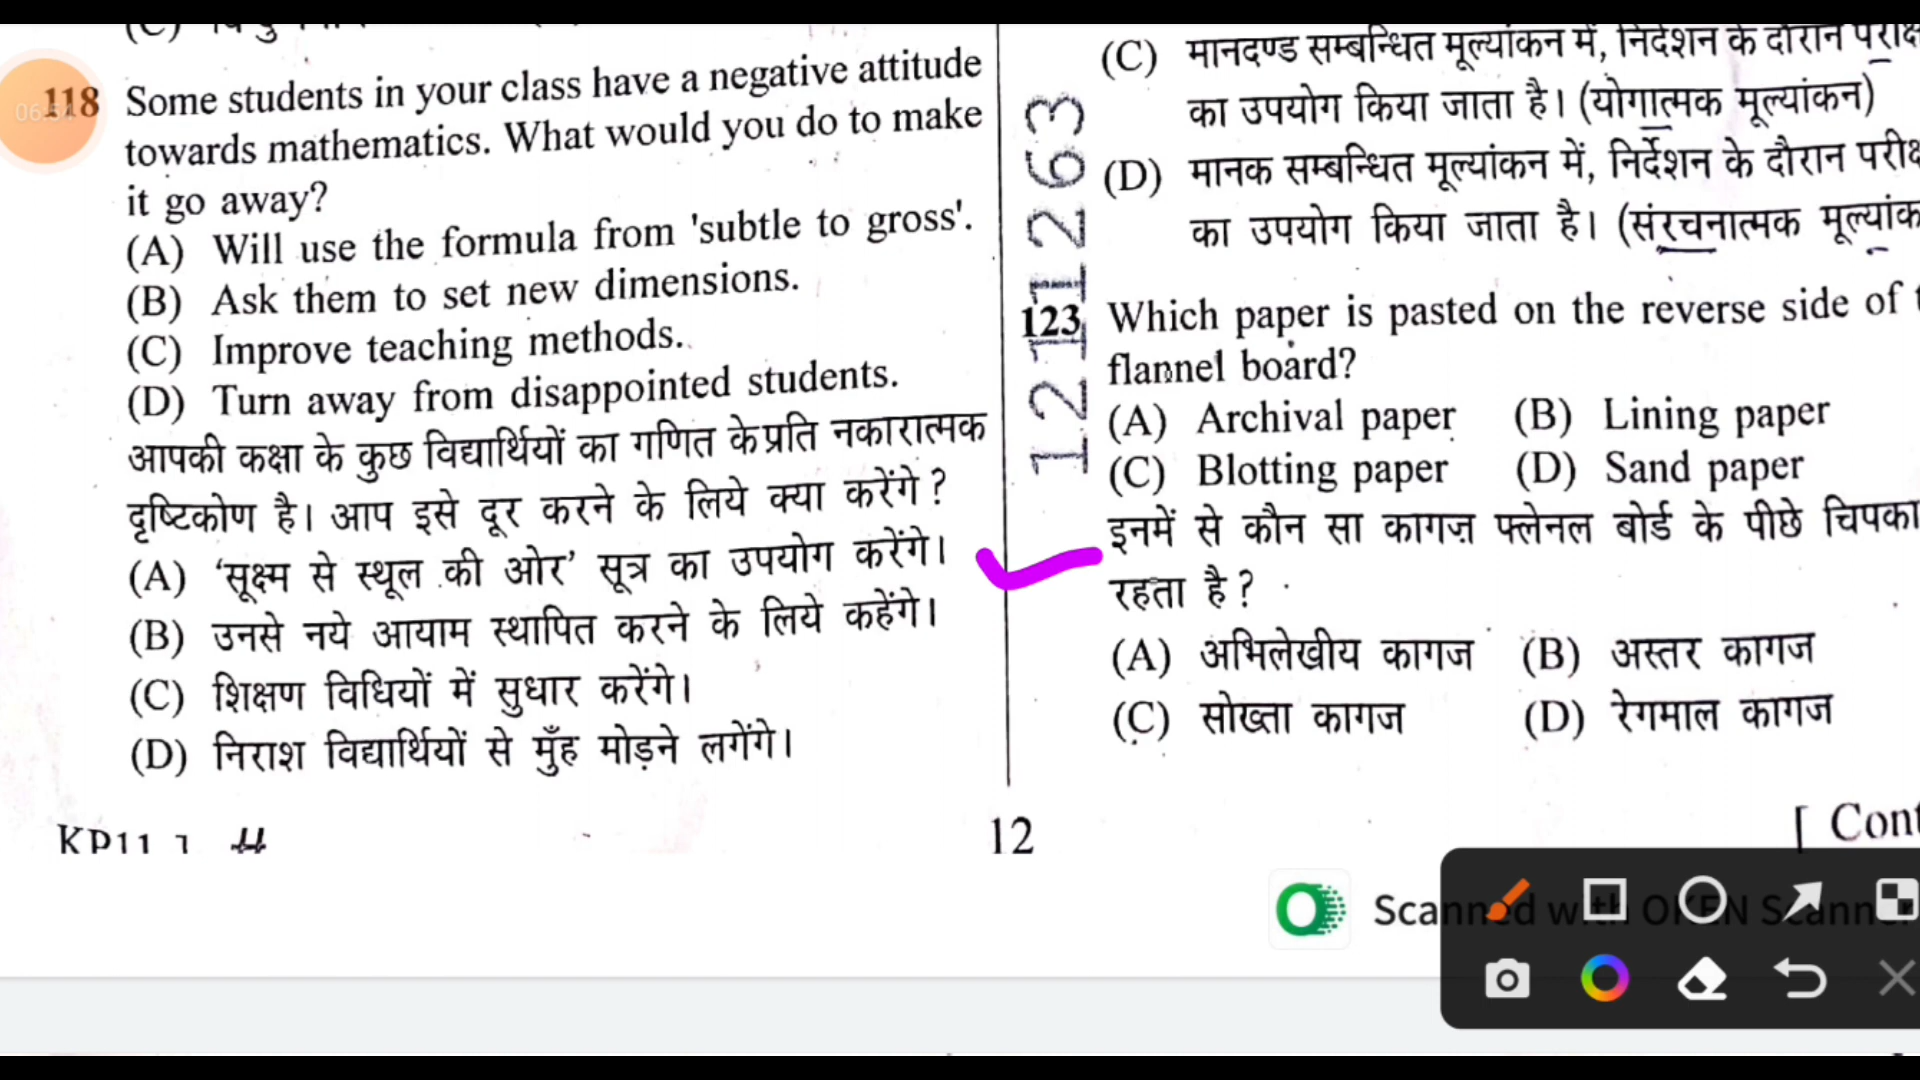 118 Some students in your class have a negative attitude
towards mathematics. What would you do to make
it go away?
(A) Will use the formula from 'subtle to gross'.
(B) Ask them to set new dimensions.
(C) Improve teaching methods.
(D) Turn away from disappointed students.
आपकी कक्षा के कुछ विद्यार्थियों का गणित के प्रति नकारात्मक
दृष्टिकोण है। आप इसे दूर करने के लिये क्या करेंगे ?
(A) ‘सूक्ष्म से स्थूल की ओर’ सूत्र का उपयोग करेंगे।
(B) उनसे नये आयाम स्थापित करने के लिये कहेंगे।
(C) शिक्षण विधियों में सुधार करेंगे।
(D) निराश विद्यार्थियों से मुँह मोड़ने लगेंगे।
12
(C) मानदण्ड सम्बन्धित मूल्यांकन में, निर्देशन के दौरान
का उपयोग किया जाता है। (योगात्मक मूल्यांकन)
(D) मानक सम्बन्धित मूल्यांकन में, निर्देशन के दौरान
का उपयोग किया जाता है। (संरचनात्मक
123 Which paper is pasted on the reverse side of
flannel board?
(A) Archival paper (B) Lining paper
(C) Blotting paper (D) Sand paper
इनमें से कौन सा कागज़ फ्लेनल बोर्ड के पीछे
रहता है ?
(A) अभिलेखीय कागज (B) अस्तर कागज
(C) सोख्ता कागज (D) रेगमाल कागज
12111263
Scanned with OKEN Scanner